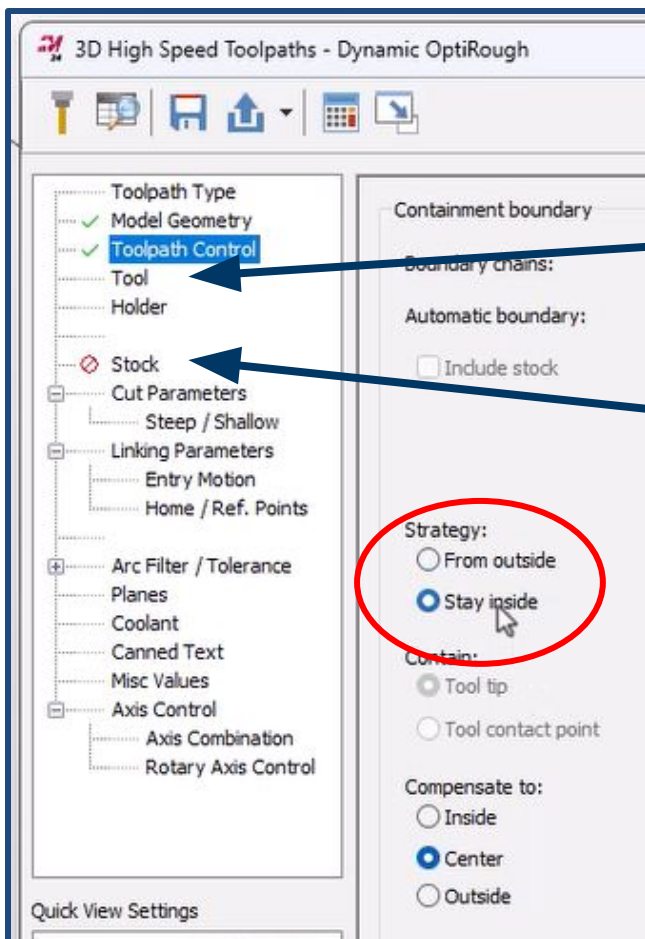 3D High Speed Toolpaths - Dynamic OptiRough
Toolpath Type
Model Geometry
Toolpath Control
Tool
Holder
Stock
Cut Parameters
Steep / Shallow
Linking Parameters
Entry Motion
Home / Ref. Points
Arc Filter / Tolerance
Planes
Coolant
Canned Text
Misc Values
Axis Control
Axis Combination
Rotary Axis Control
Quick View Settings
Containment boundary
Boundary chains:
Automatic boundary:
Include stock
Strategy:
From outside
Stay inside
Contain:
Tool tip
Tool contact point
Compensate to:
Inside
Center
Outside